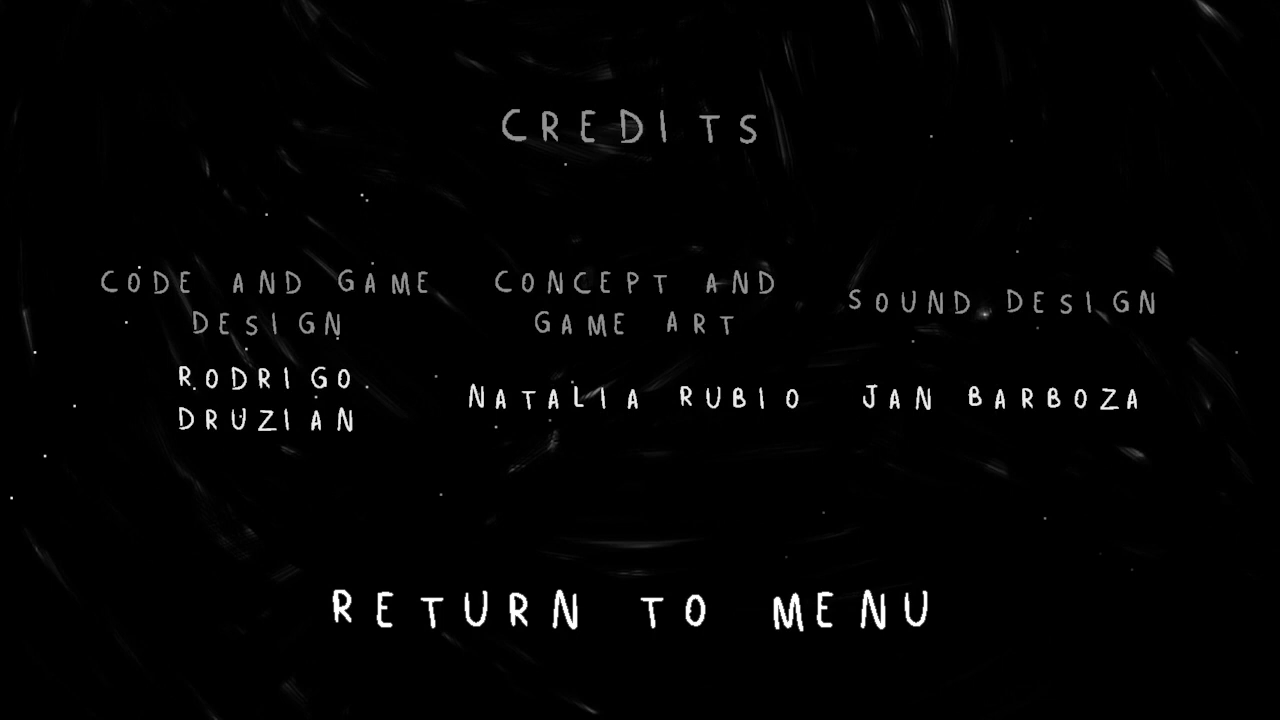 CREDITS
CODE AND GAME
DESIGN
RODRIGO
DRUZIAN
CONCEPT AND
GAME ART
NATALIA RUBIO
SOUND DESIGN
JAN BARBOZA
RETURN TO MENU